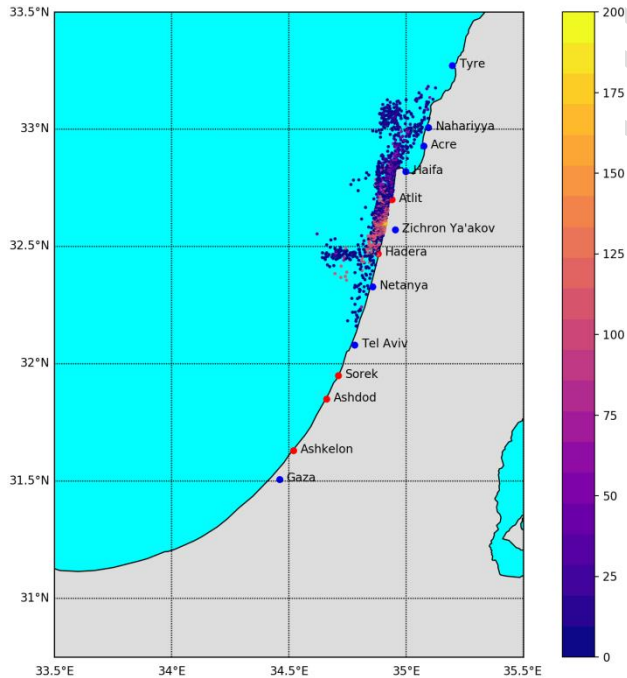 33.5°N
200
Tyre
175
33°N
Nahariyya
Acre
Haifa
150
Atlit
Zichron Ya'akov
32.5°N
Hadera
125
Netanya
Tel Aviv
32°N
100
Sorek
Ashdod
75
Ashkelon
31.5°N
Gaza
50
31°N
25
0
33.5°E
34°E
34.5°E
35°E
35.5°E